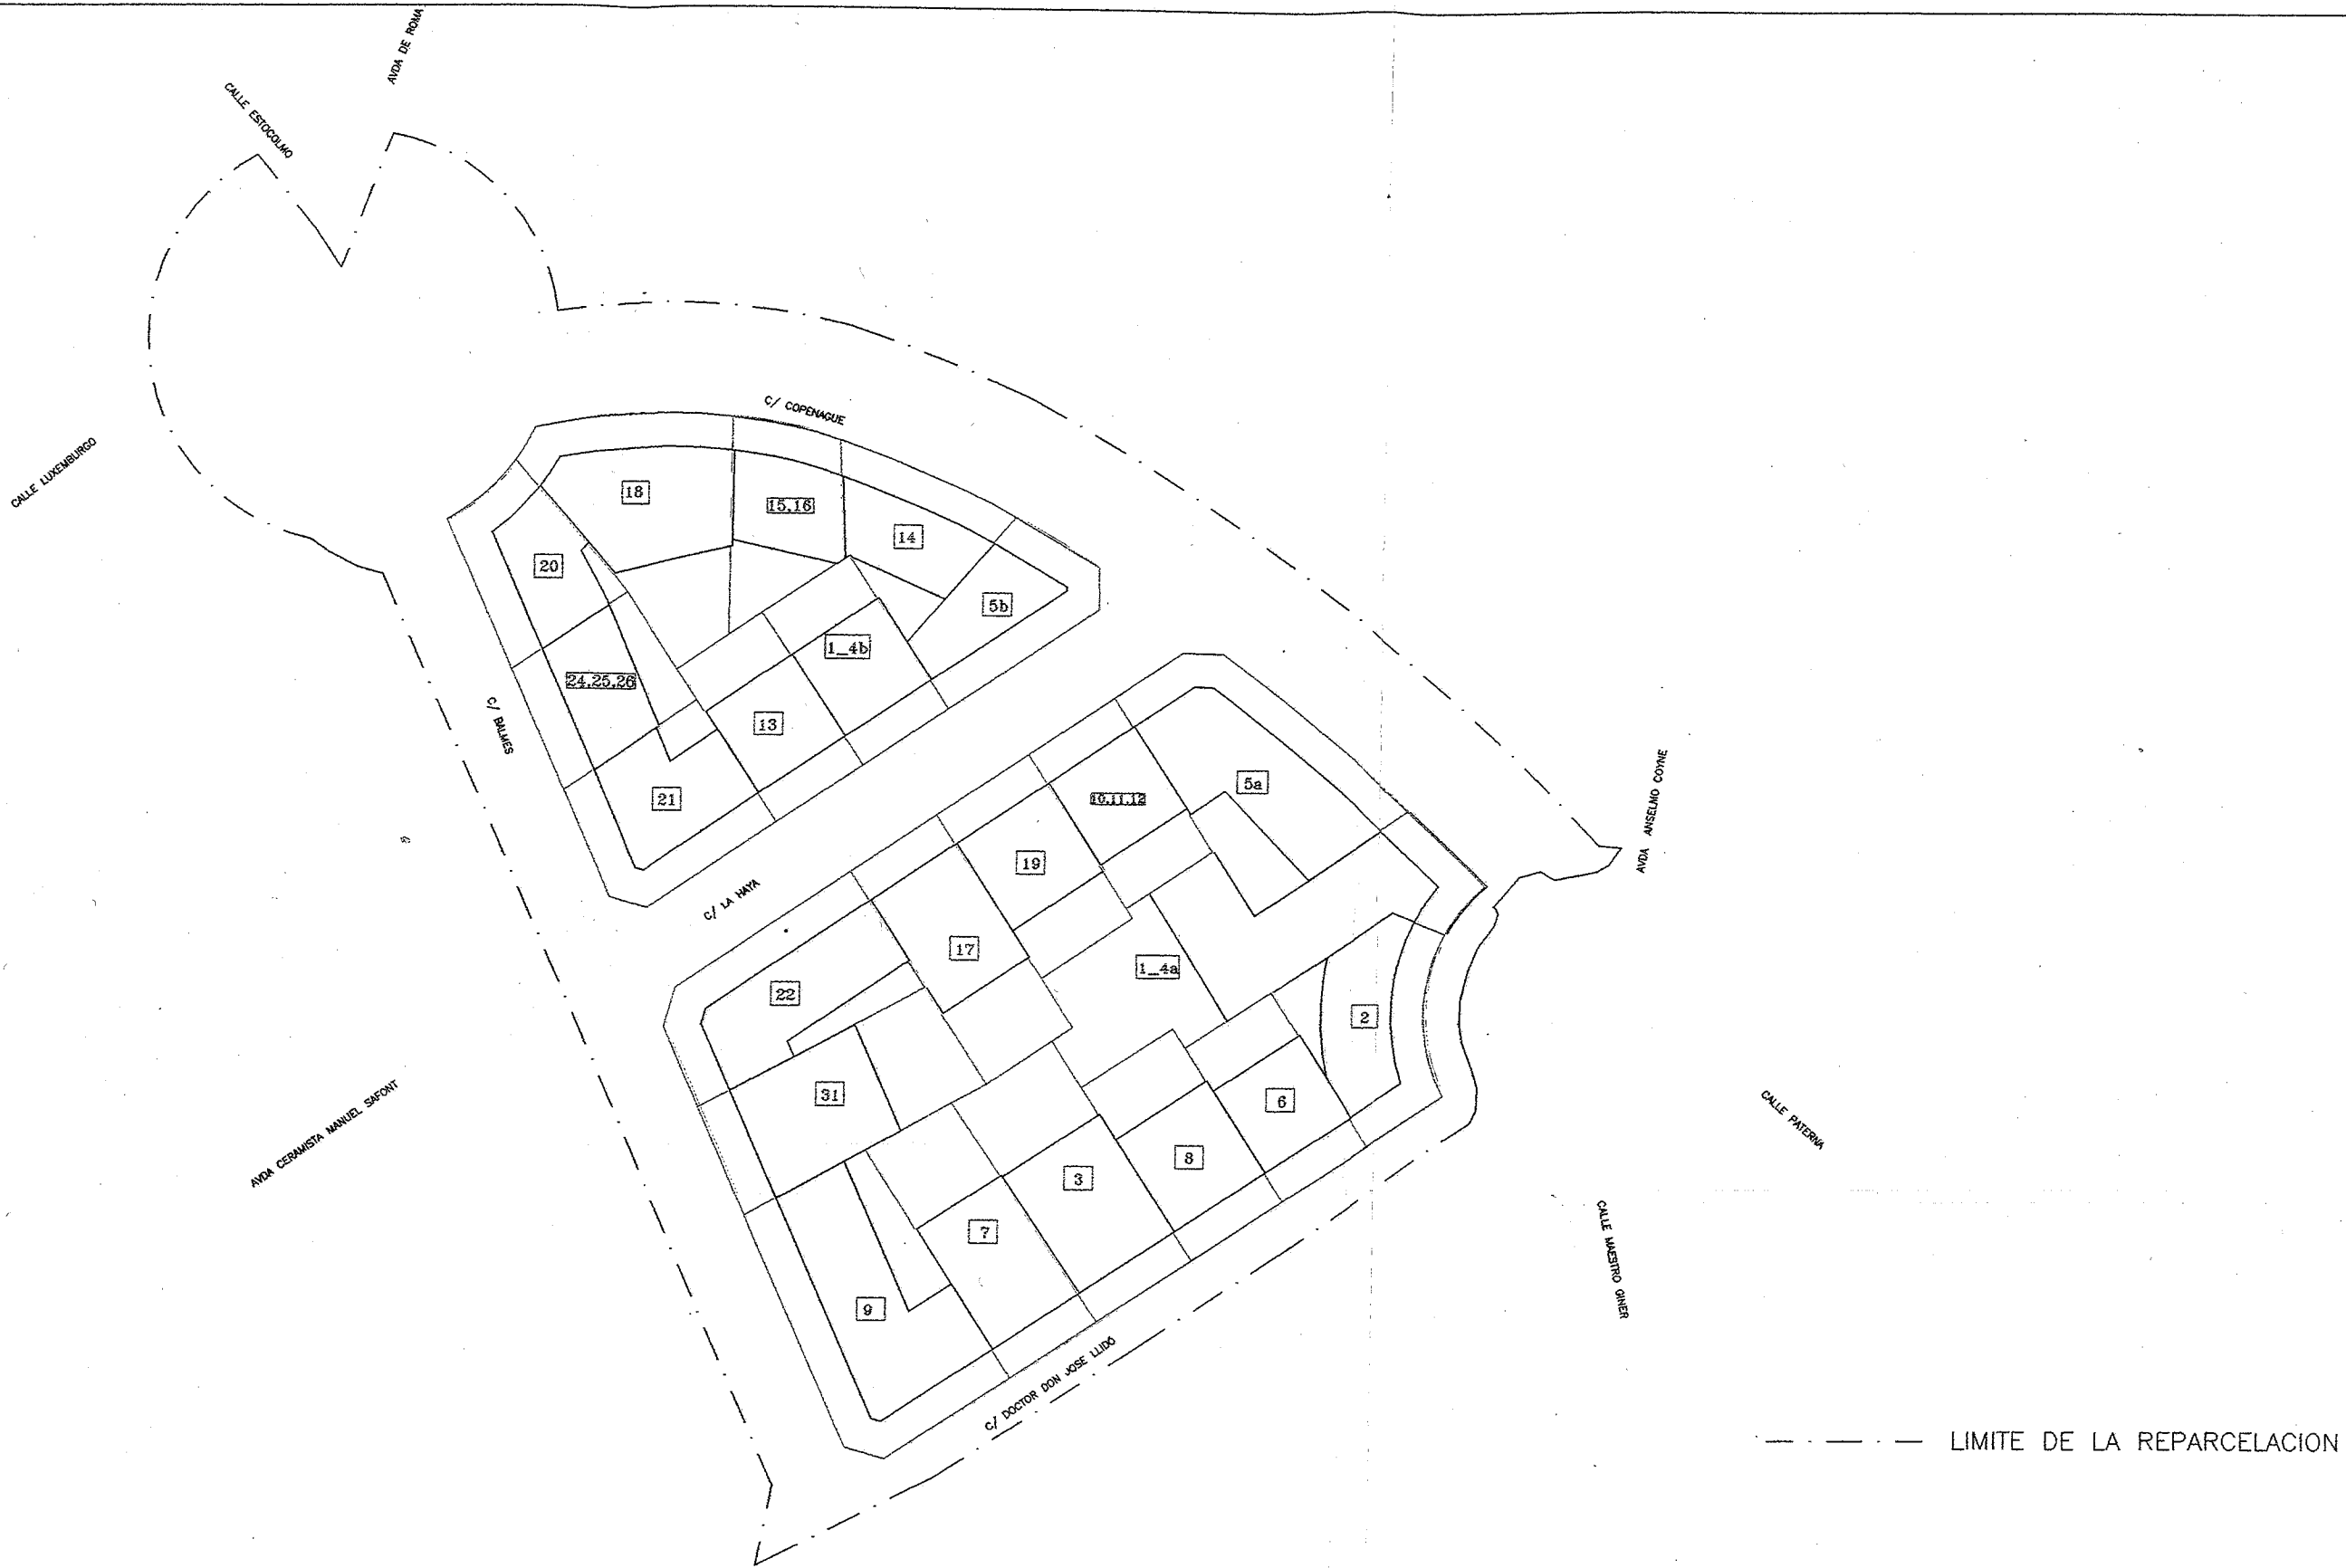 AVDA DE ROMA
CALLE ESTOCOLMO
CALLE LUXEMBURGO
C/ COPENAGUE
18
15,16
14
20
5b
1_4b
24,25,26
C/ BALMES
13
21
5a
10,11,12
AVDA ANSELMO COYNE
19
C/ LA HAYA
17
1_4a
22
2
31
6
AVDA CERAMISTA MANUEL SAFONT
CALLE PATERNA
8
3
7
CALLE MAESTRO GINER
9
C/ DOCTOR DON JOSE LLIDÓ
LIMITE DE LA REPARCELACION